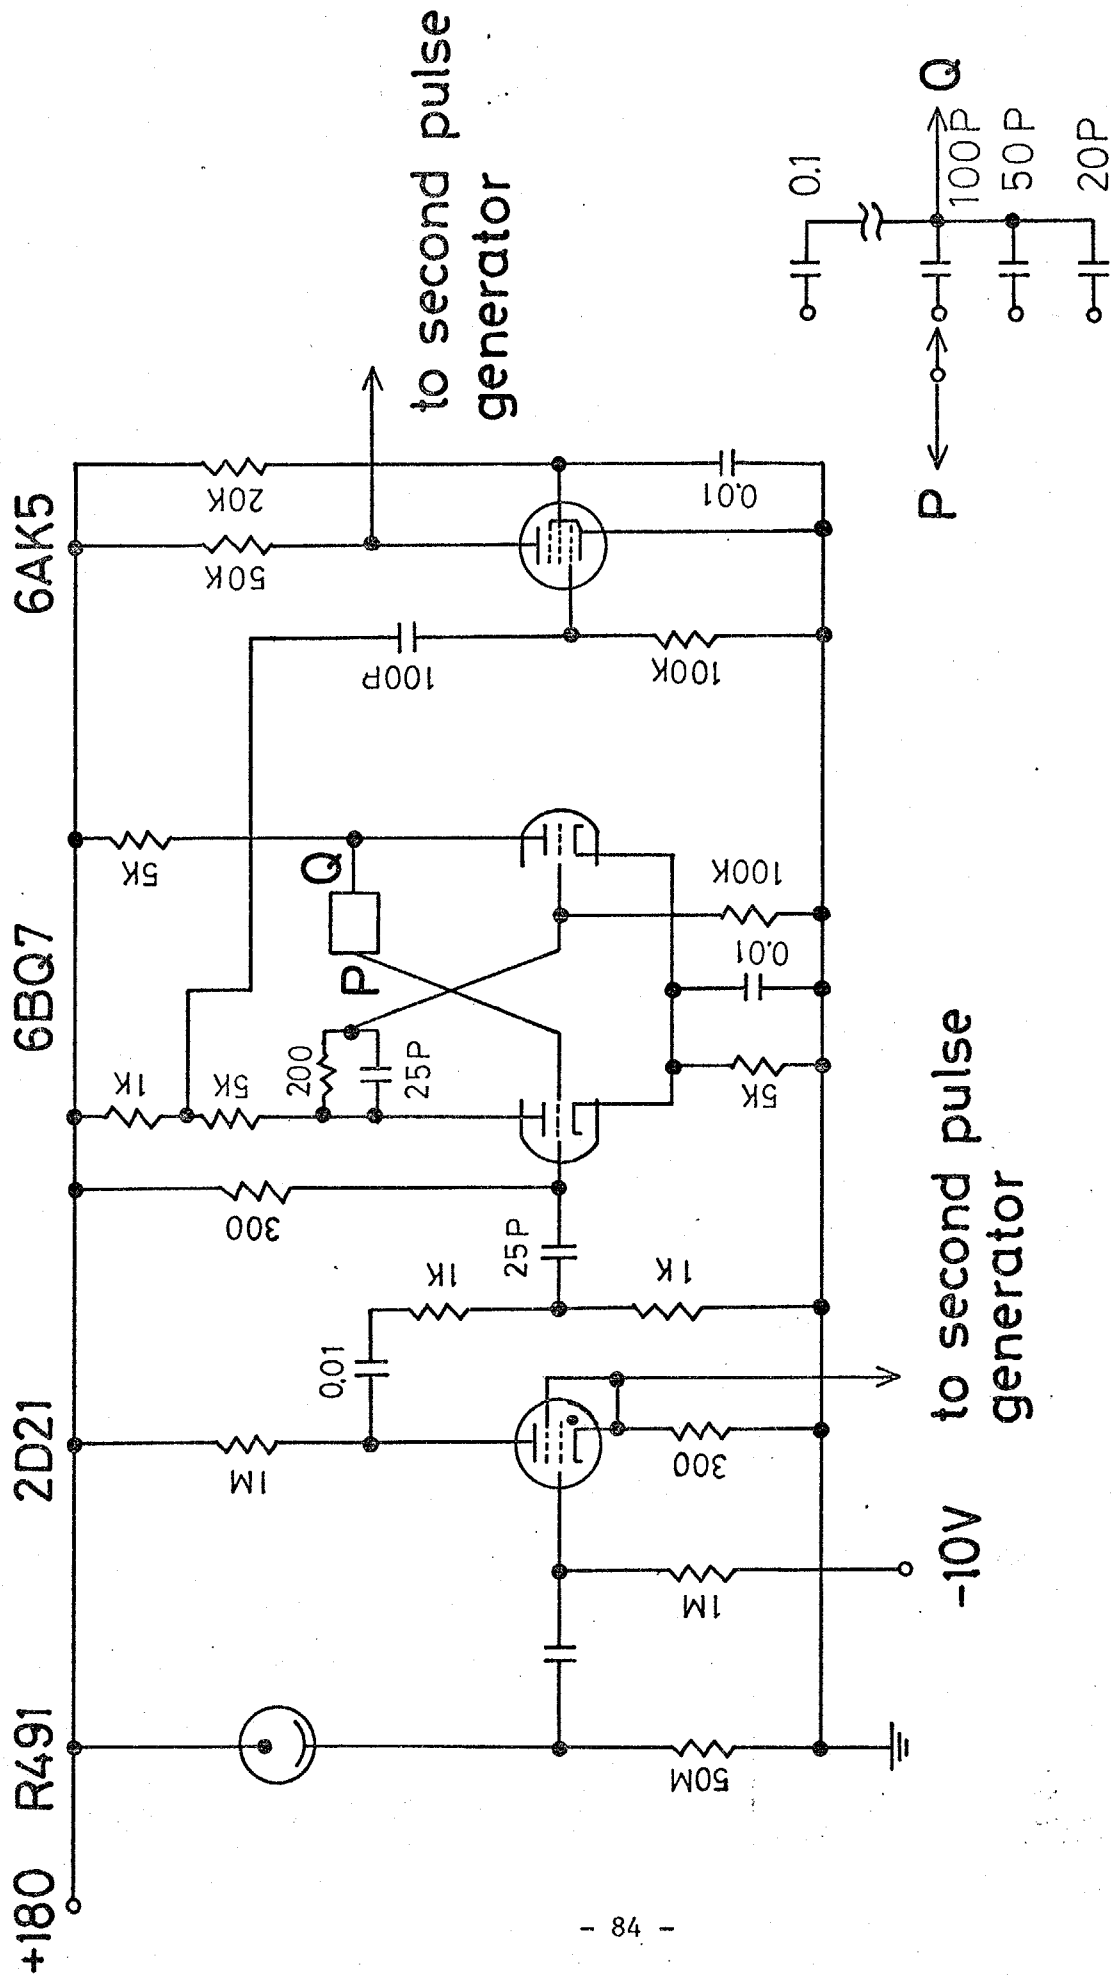 +180 R491 2D21 6BQ7 6AK5
50M
1M
-10V
1M
300
0.01
1K
1K
25P
300
1K
5K
200
25P
P
Q
5K
5K
0.01
100K
100P
100K
50K
20K
0.01
to second pulse
generator
to second pulse
generator
P
Q
0.1
100P
50P
20P
- 84 -